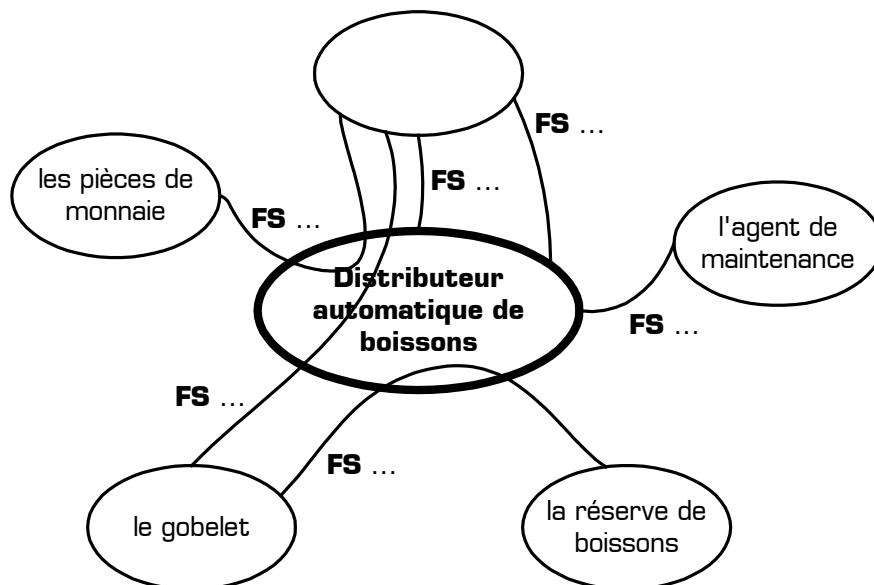 FS ...
les pièces de
monnaie
FS ...
FS ...
l'agent de
maintenance
Distributeur
automatique de
boissons
FS ...
FS ...
FS ...
le gobelet
la réserve de
boissons